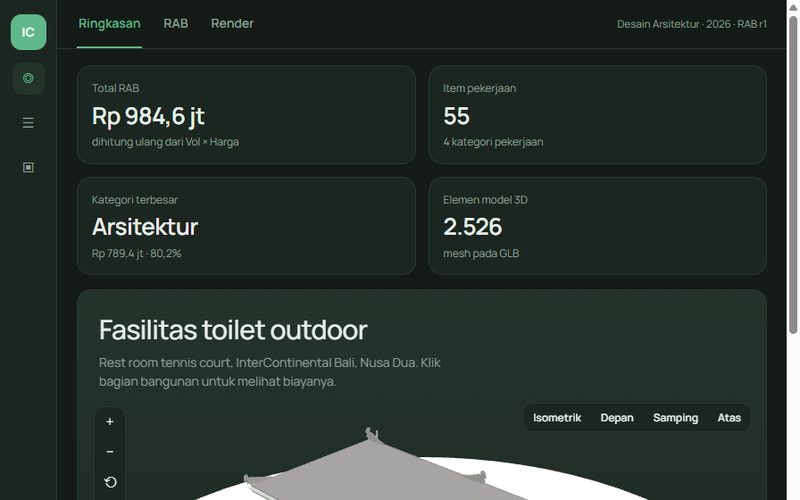 IC
Ringkasan
RAB
Render
Desain Arsitektur · 2026 · RAB r1
Total RAB
Rp 984,6 jt
dihitung ulang dari Vol × Harga
Item pekerjaan
55
4 kategori pekerjaan
Kategori terbesar
Arsitektur
Rp 789,4 jt · 80,2%
Elemen model 3D
2.526
mesh pada GLB
Fasilitas toilet outdoor
Rest room tennis court, InterContinental Bali, Nusa Dua. Klik
bagian bangunan untuk melihat biayanya.
Isometrik
Depan
Samping
Atas
+
−